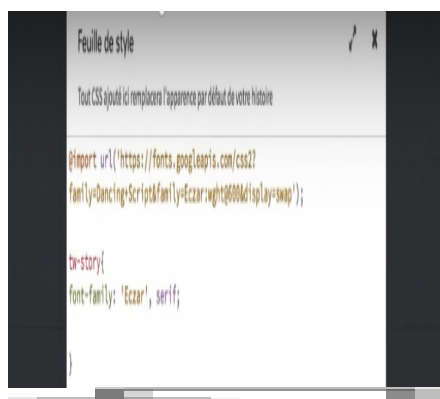 Feuille de style
Tout CSS ajouté ici remplacera l'apparence par défaut de votre histoire
@import url('https://fonts.googleapis.com/css2?
family=Dancing+Script&family=Eczar:wght@600&display=swap');
tw-story{
font-family: 'Eczar', serif;
}